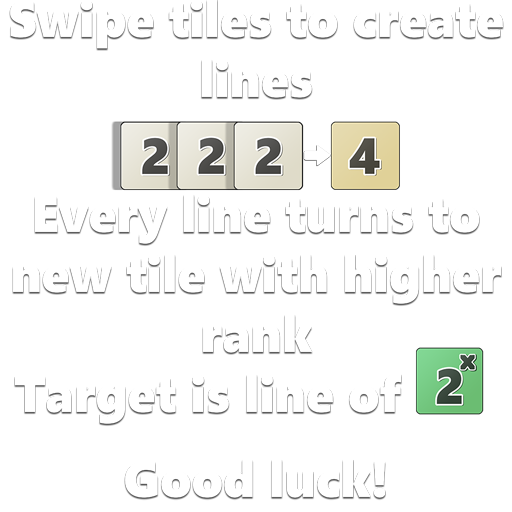 Swipe tiles to create
lines
2 2 2 4
Every line turns to
new tile with higher
rank
Target is line of 2ˣ
Good luck!